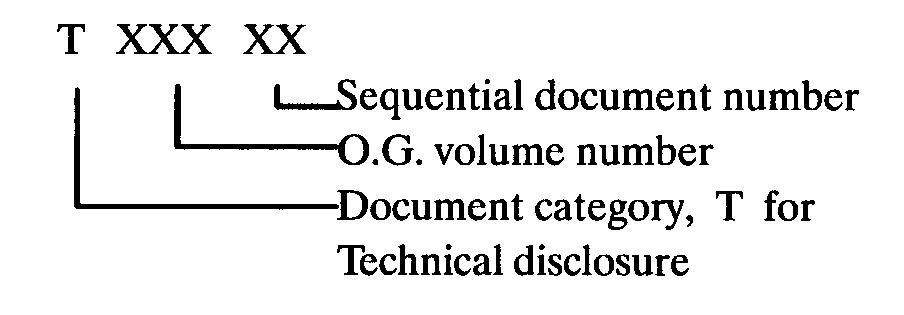 T XXX XX
Sequential document number
O.G. volume number
Document category, T for
Technical disclosure